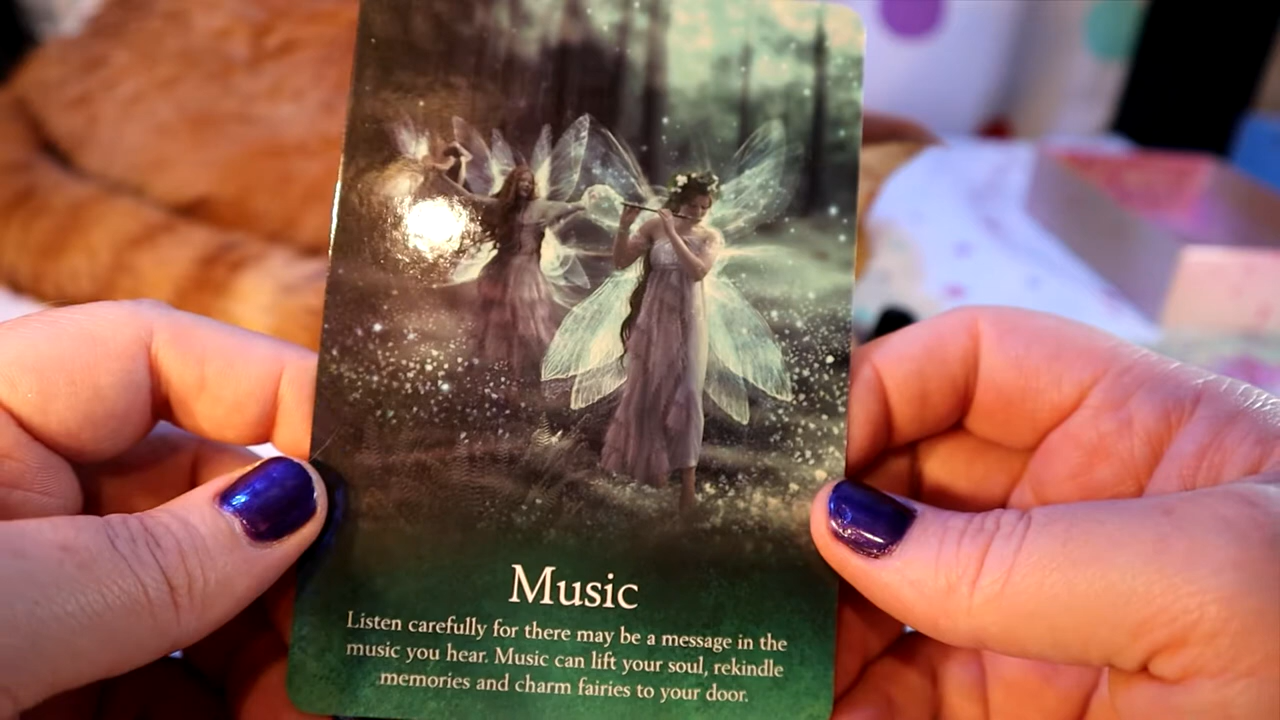 Music
Listen carefully for there may be a message in the
music you hear. Music can lift your soul, rekindle
memories and charm fairies to your door.